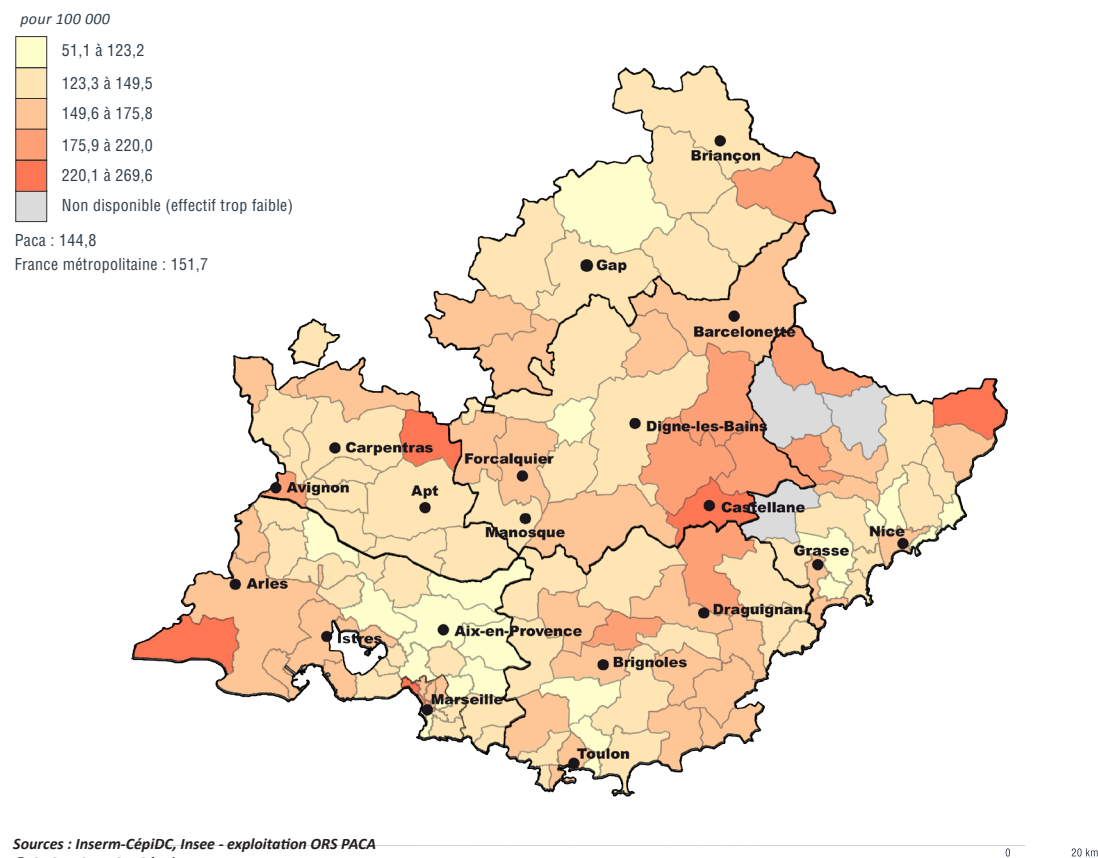 pour 100 000
51,1 à 123,2
123,3 à 149,5
149,6 à 175,8
175,9 à 220,0
220,1 à 269,6
Non disponible (effectif trop faible)
Paca : 144,8
France métropolitaine : 151,7
Briançon
Gap
Barcelonette
Digne-les-Bains
Carpentras
Forcalquier
Avignon
Apt
Castellane
Manosque
Nice
Grasse
Arles
Draguignan
Istres
Aix-en-Provence
Brignoles
Marseille
Toulon
Sources : Inserm-CépiDC, Insee - exploitation ORS PACA
0 20 km